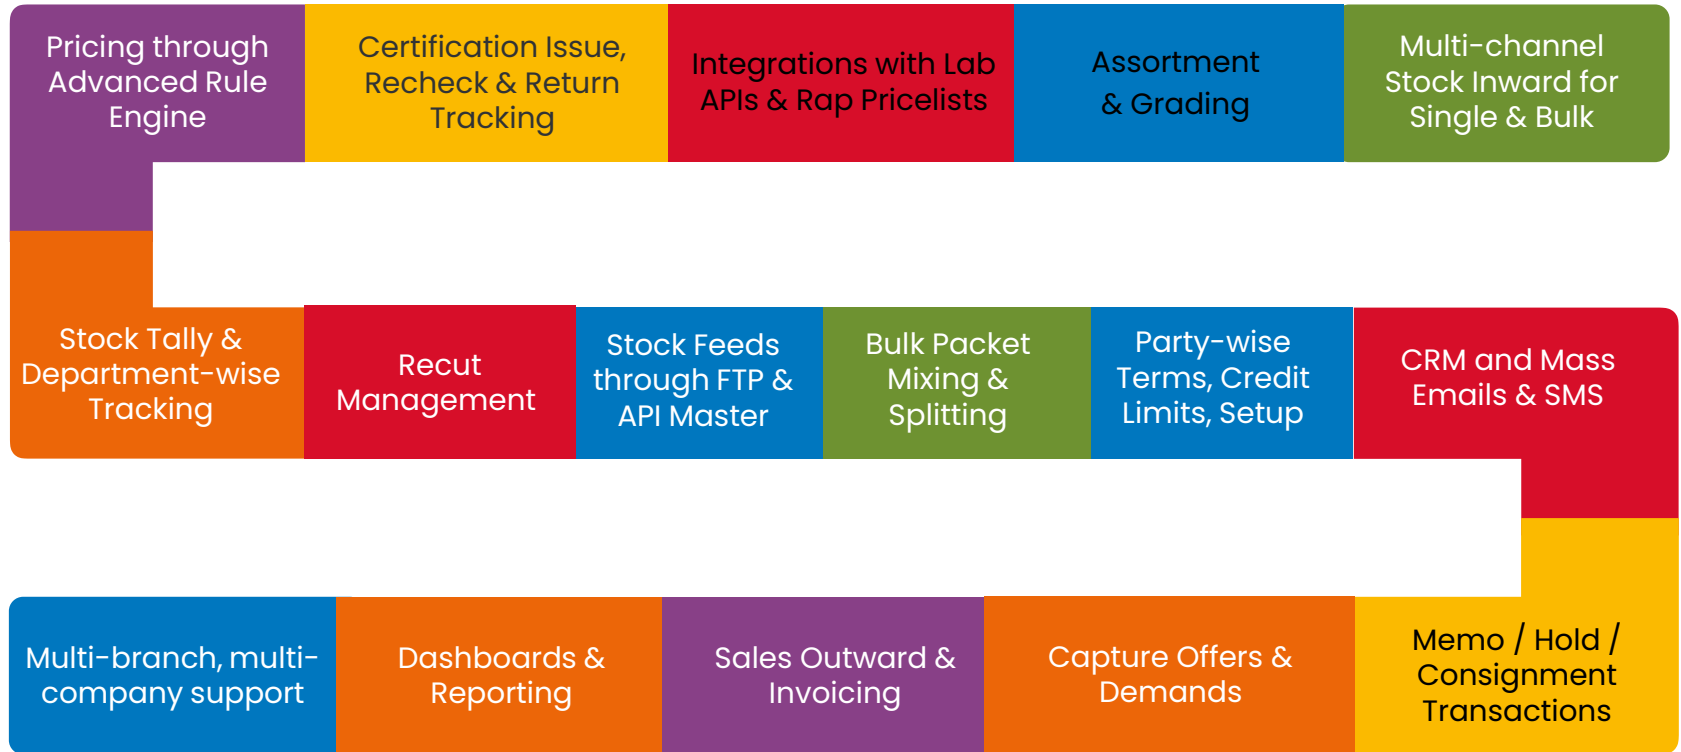 Pricing through
Advanced Rule
Engine
Certification Issue,
Recheck & Return
Tracking
Integrations with Lab
APIs & Rap Pricelists
Assortment
& Grading
Multi-channel
Stock Inward for
Single & Bulk
Stock Tally &
Department-wise
Tracking
Recut
Management
Stock Feeds
through FTP &
API Master
Bulk Packet
Mixing &
Splitting
Party-wise
Terms, Credit
Limits, Setup
CRM and Mass
Emails & SMS
Multi-branch, multi-
company support
Dashboards &
Reporting
Sales Outward &
Invoicing
Capture Offers &
Demands
Memo / Hold /
Consignment
Transactions